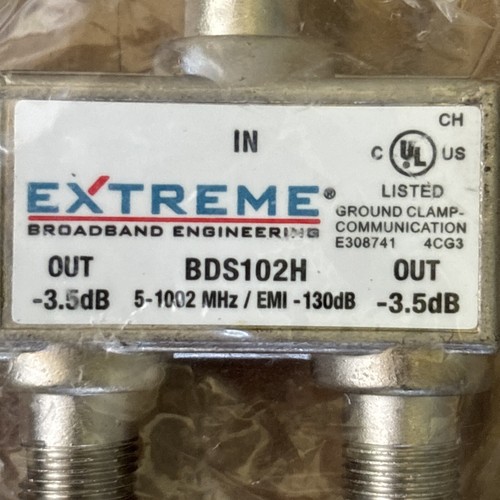 CH
IN
C UL US
LISTED
EXTREME®
GROUND CLAMP-
COMMUNICATION
BROADBAND ENGINEERING
E308741 4CG3
OUT BDS102H OUT
-3.5dB 5-1002 MHz / EMI -130dB -3.5dB